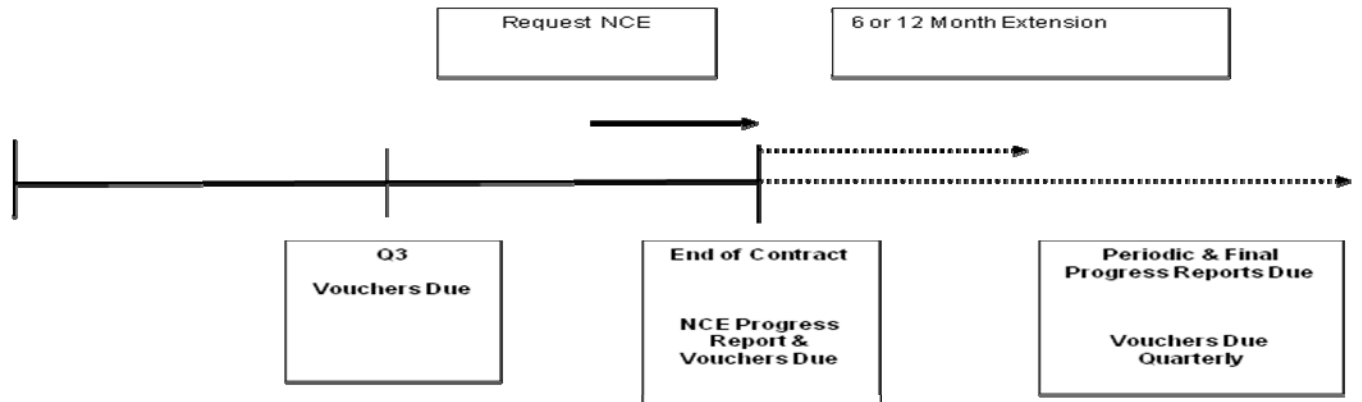 Request NCE
6 or 12 Month Extension
Q3
Vouchers Due
End of Contract
NCE Progress
Report &
Vouchers Due
Periodic & Final
Progress Reports Due
Vouchers Due
Quarterly